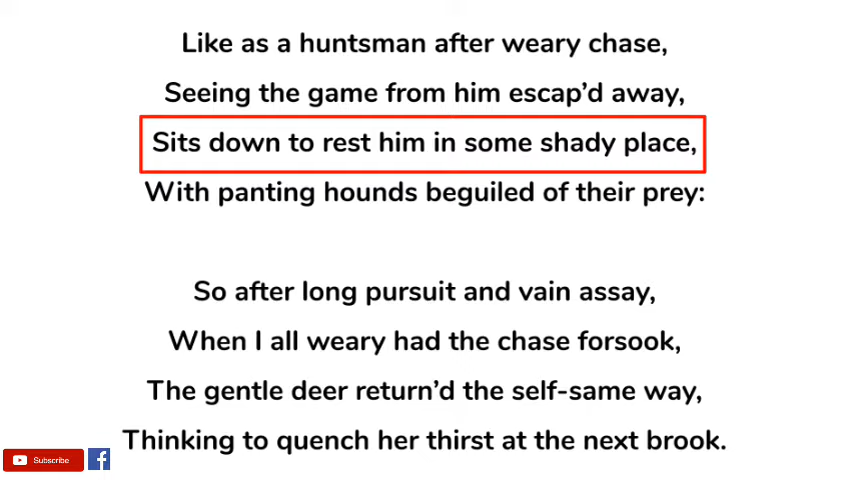 Like as a huntsman after weary chase,
Seeing the game from him escap’d away,
Sits down to rest him in some shady place,
With panting hounds beguiled of their prey:
So after long pursuit and vain assay,
When I all weary had the chase forsook,
The gentle deer return’d the self-same way,
Thinking to quench her thirst at the next brook.
Subscribe